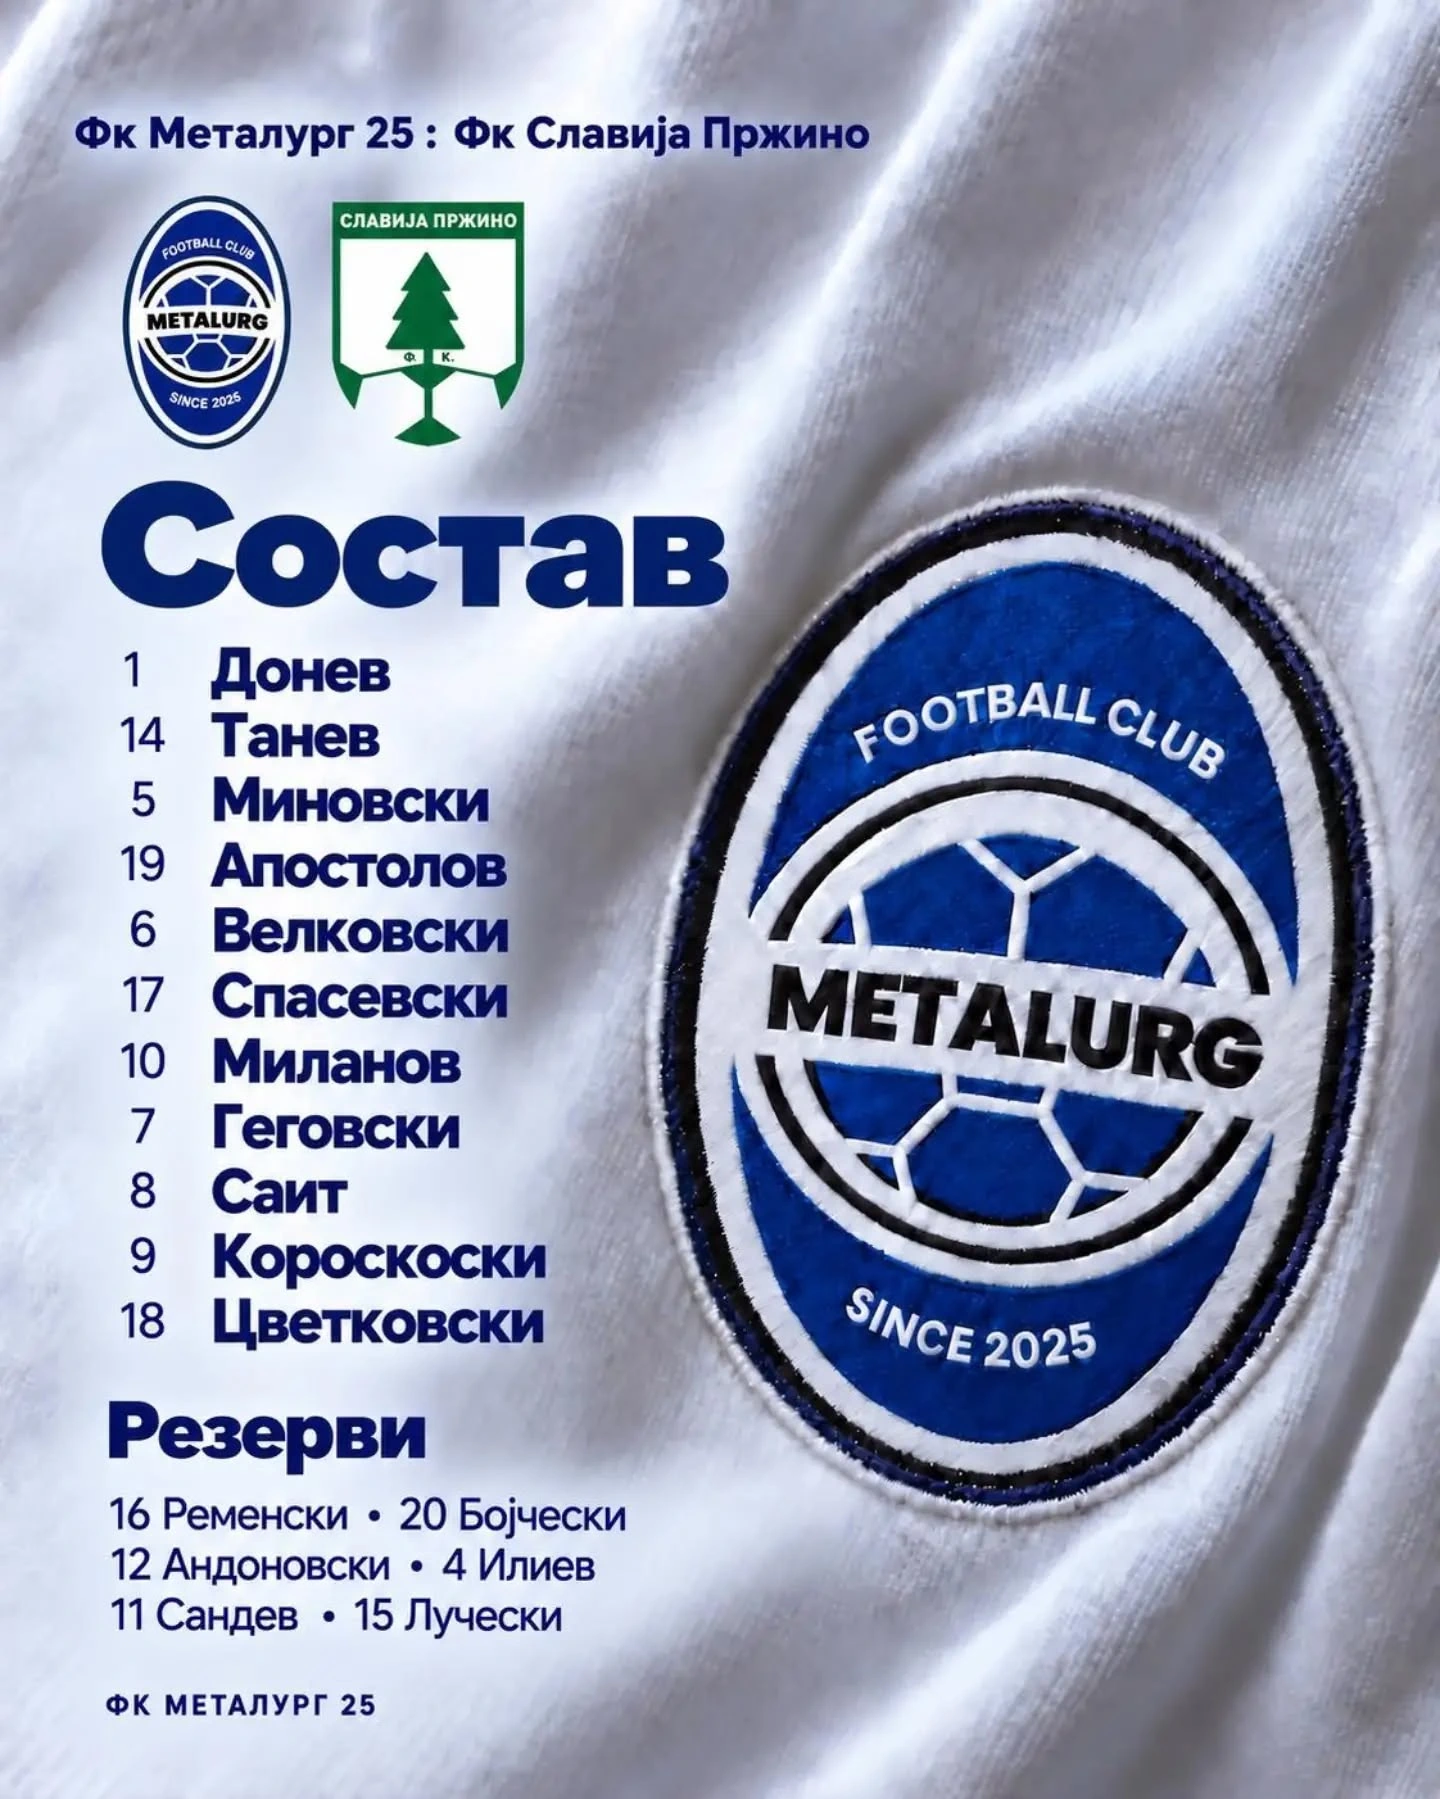 Фк Металург 25 : Фк Славија Пржино
FOOTBALL CLUB
METALURG
SINCE 2025
СЛАВИЈА ПРЖИНО
Ф. К.
Состав
1 Донев
14 Танев
5 Миновски
19 Апостолов
6 Велковски
17 Спасевски
10 Миланов
7 Геговски
8 Саит
9 Короскоски
18 Цветковски
FOOTBALL CLUB
METALURG
SINCE 2025
Резерви
16 Ременски • 20 Бојчески
12 Андоновски • 4 Илиев
11 Сандев • 15 Лучески
ФК МЕТАЛУРГ 25